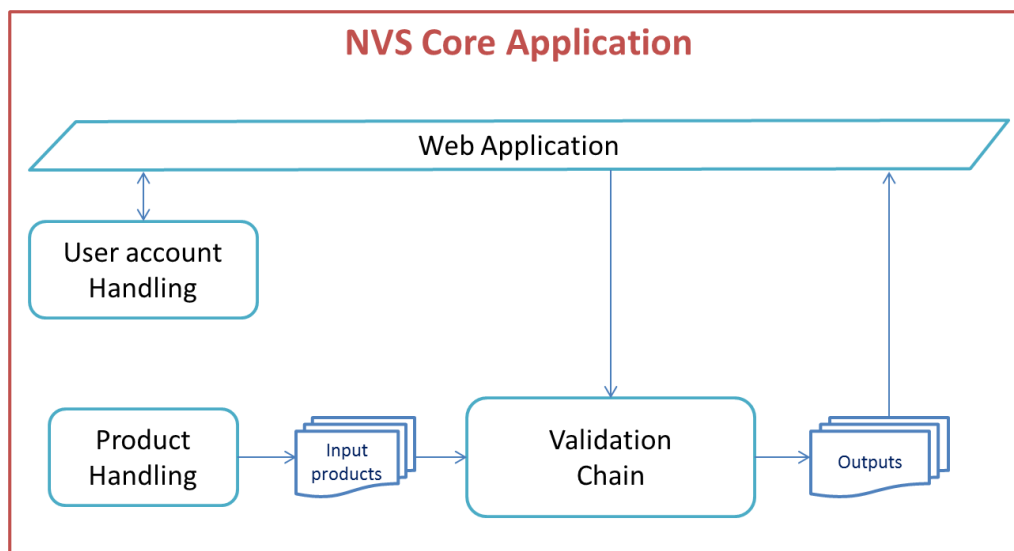 NVS Core Application
Web Application
User account
Handling
Product
Handling
Input
products
Validation
Chain
Outputs